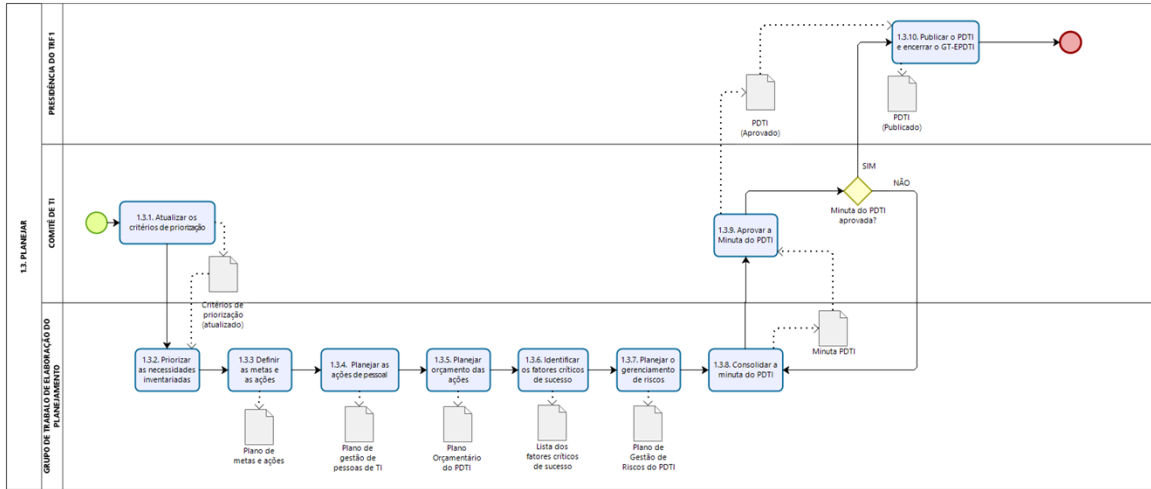 1.3. PLANEJAR
PRESIDÊNCIA DO TRF1
1.3.10. Publicar o PDTI
e encerrar o GT-EPDTI
PDTI
(Aprovado)
PDTI
(Publicado)
COMITÊ DE TI
1.3.1. Atualizar os
critérios de priorização
Critérios de
priorização
(atualizado)
1.3.9. Aprovar a
Minuta do PDTI
SIM
NÃO
Minuta do PDTI
aprovada?
GRUPO DE TRABALO DE ELABORAÇÃO DO
PLANEJAMENTO
1.3.2. Priorizar
as necessidades
inventariadas
1.3.3 Definir
as metas e
as ações
1.3.4. Planejar as
ações de pessoal
1.3.5. Planejar
orçamento das
ações
1.3.6. Identificar
os fatores críticos
de sucesso
1.3.7. Planejar o
gerenciamento
de riscos
1.3.8. Consolidar a
minuta do PDTI
Minuta PDTI
Plano de
metas e ações
Plano de
gestão de
pessoas de TI
Plano
Orçamentário
do PDTI
Lista dos
fatores críticos
de sucesso
Plano de
Gestão de
Riscos do PDTI